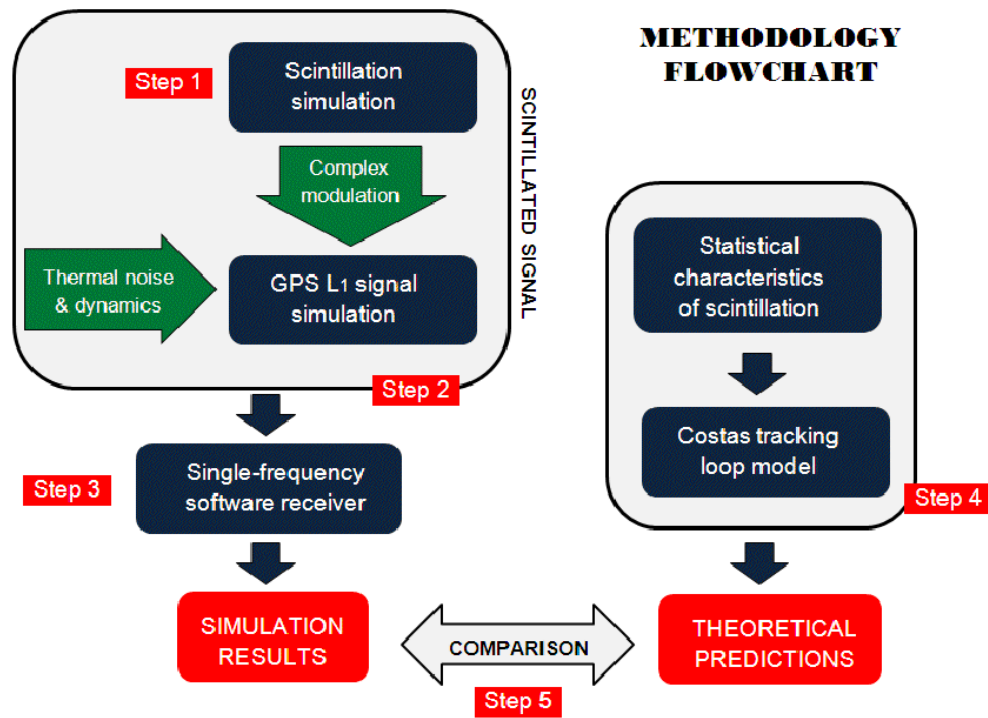 METHODOLOGY
FLOWCHART
Step 1
Scintillation
simulation
Complex
modulation
Thermal noise
& dynamics
GPS L1 signal
simulation
SCINTILLATED SIGNAL
Step 2
Step 3
Single-frequency
software receiver
SIMULATION
RESULTS
Statistical
characteristics
of scintillation
Costas tracking
loop model
Step 4
THEORETICAL
PREDICTIONS
COMPARISON
Step 5